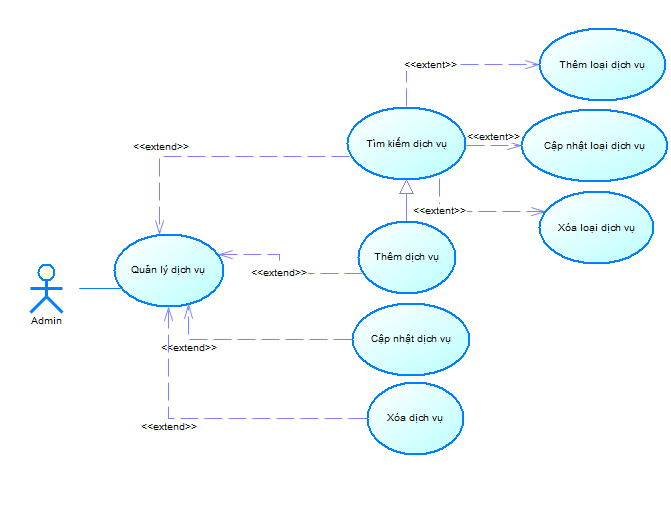 <<extend>>
<<extent>>
Thêm loại dịch vụ
<<extend>>
Tìm kiếm dịch vụ
<<extent>>
Cập nhật loại dịch vụ
<<extent>>
Xóa loại dịch vụ
Quản lý dịch vụ
<<extend>>
Thêm dịch vụ
Admin
<<extend>>
Cập nhật dịch vụ
<<extend>>
Xóa dịch vụ